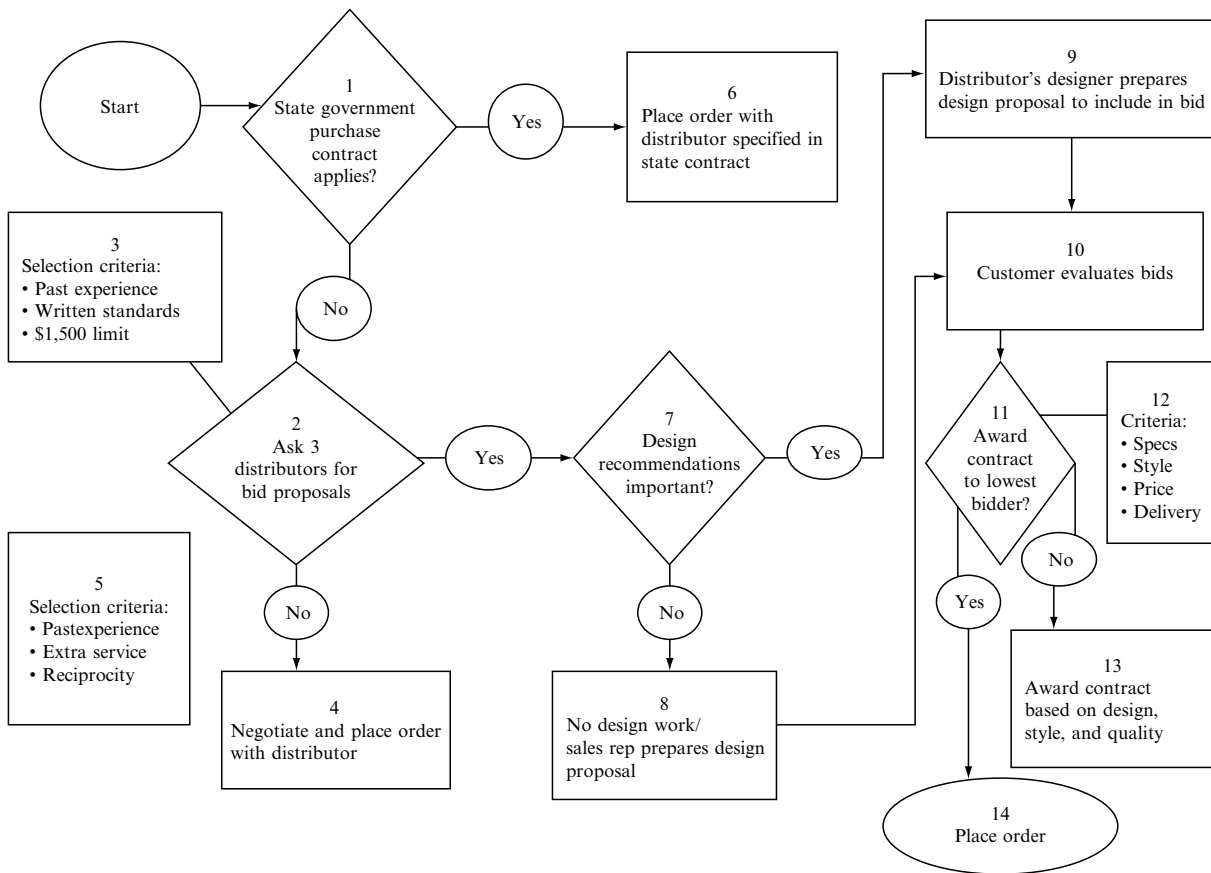 Start
1
State government
purchase
contract
applies?
Yes
6
Place order with
distributor specified in
state contract
9
Distributor's designer prepares
design proposal to include in bid
3
Selection criteria:
• Past experience
• Written standards
• $1,500 limit
No
10
Customer evaluates bids
2
Ask 3
distributors for
bid proposals
Yes
7
Design
recommendations
important?
Yes
11
Award
contract
to lowest
bidder?
12
Criteria:
• Specs
• Style
• Price
• Delivery
5
Selection criteria:
• Pastexperience
• Extra service
• Reciprocity
No
No
Yes
No
4
Negotiate and place order
with distributor
8
No design work/
sales rep prepares design
proposal
13
Award contract
based on design,
style, and quality
14
Place order